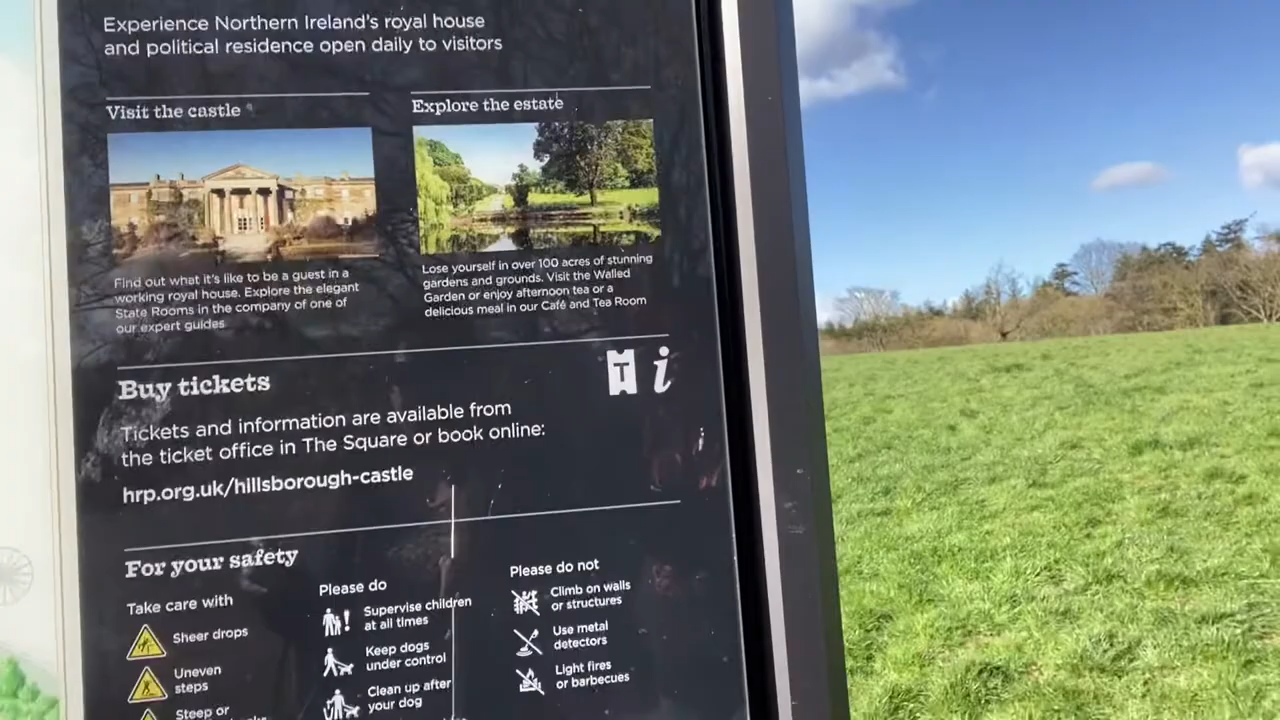 Experience Northern Ireland's royal house
and political residence open daily to visitors
Visit the castle
Find out what it's like to be a guest in a
working royal house. Explore the elegant
State Rooms in the company of one of
our expert guides
Explore the estate
Lose yourself in over 100 acres of stunning
gardens and grounds. Visit the Walled
Garden or enjoy afternoon tea or a
delicious meal in our Café and Tea Room
Buy tickets
T i
Tickets and information are available from
the ticket office in The Square or book online:
hrp.org.uk/hillsborough-castle
For your safety
Take care with
Sheer drops
Uneven
steps
Steep or
Please do
Supervise children
at all times
Keep dogs
under control
Clean up after
your dog
Please do not
Climb on walls
or structures
Use metal
detectors
Light fires
or barbecues